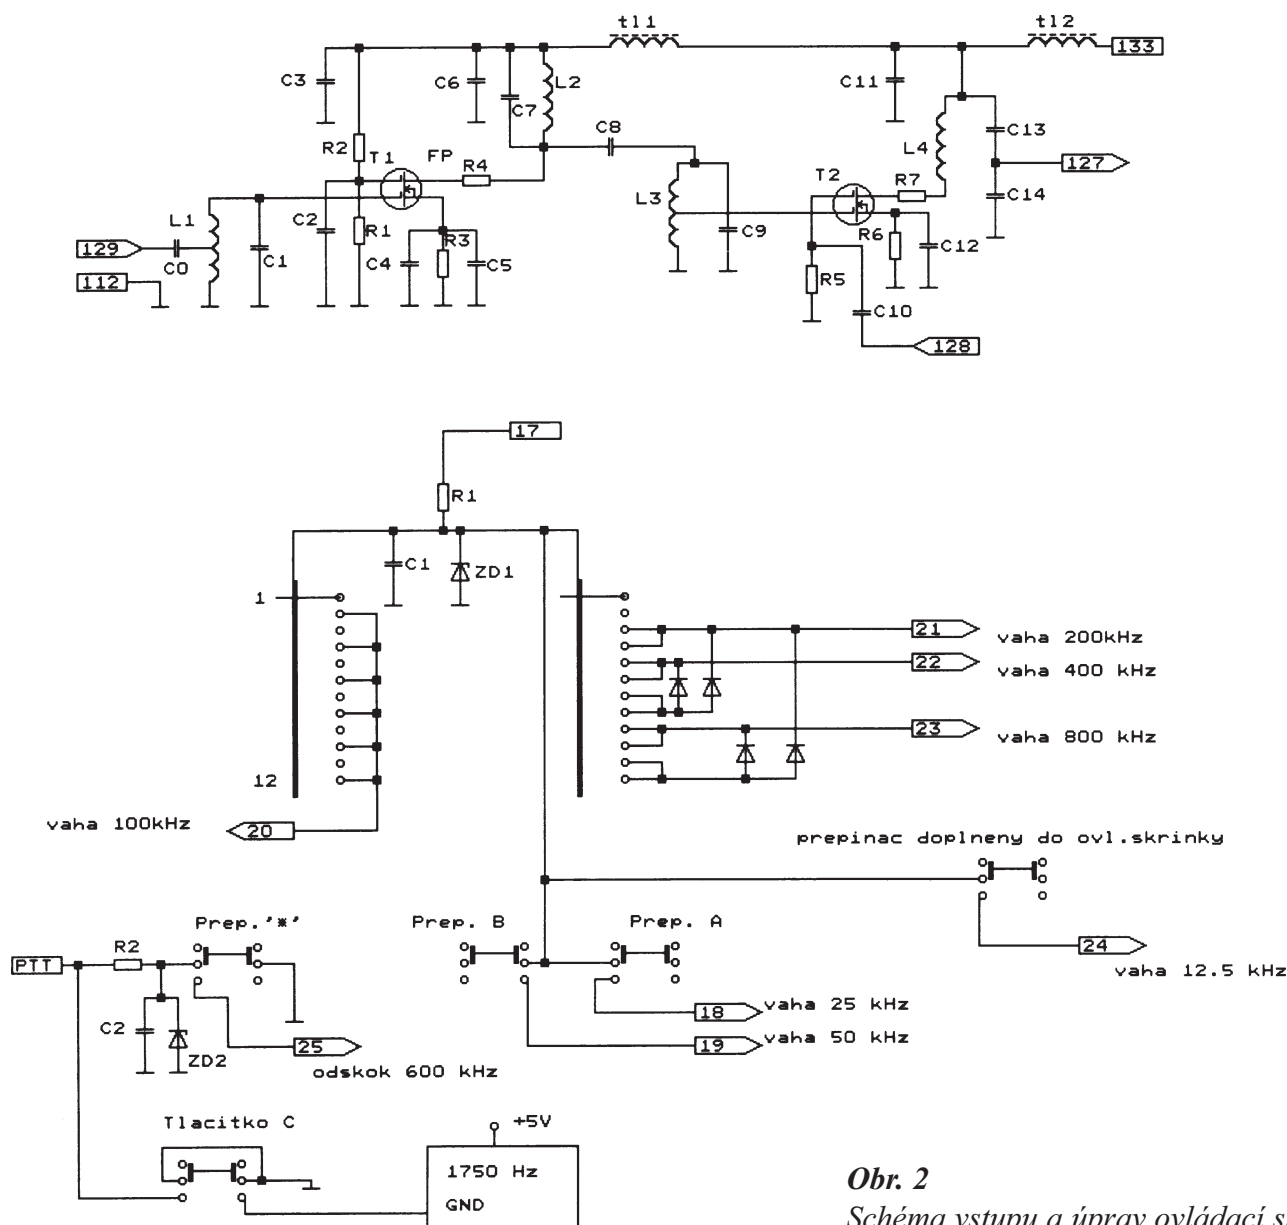 tl1
tl2
133
C3
C6
C7
L2
C11
R2
T1
FP
R4
C8
L4
C13
127
T2
R7
C14
L1
L3
129
C0
C1
C2
R1
R3
C4
C5
C9
R6
C12
112
R5
C10
128
17
R1
C1
ZD1
1
12
21
vaha 200kHz
22
vaha 400 kHz
23
vaha 800 kHz
vaha 100kHz
20
prepinac doplneny do ovl.skrinky
Prep.'*'
Prep. B
Prep. A
PTT
R2
24
vaha 12.5 kHz
C2
ZD2
25
odskok 600 kHz
18
vaha 25 kHz
19
vaha 50 kHz
Tlacitko C
+5V
1750 Hz
GND
Obr. 2
Schéma vstupu a úprav ovládací s